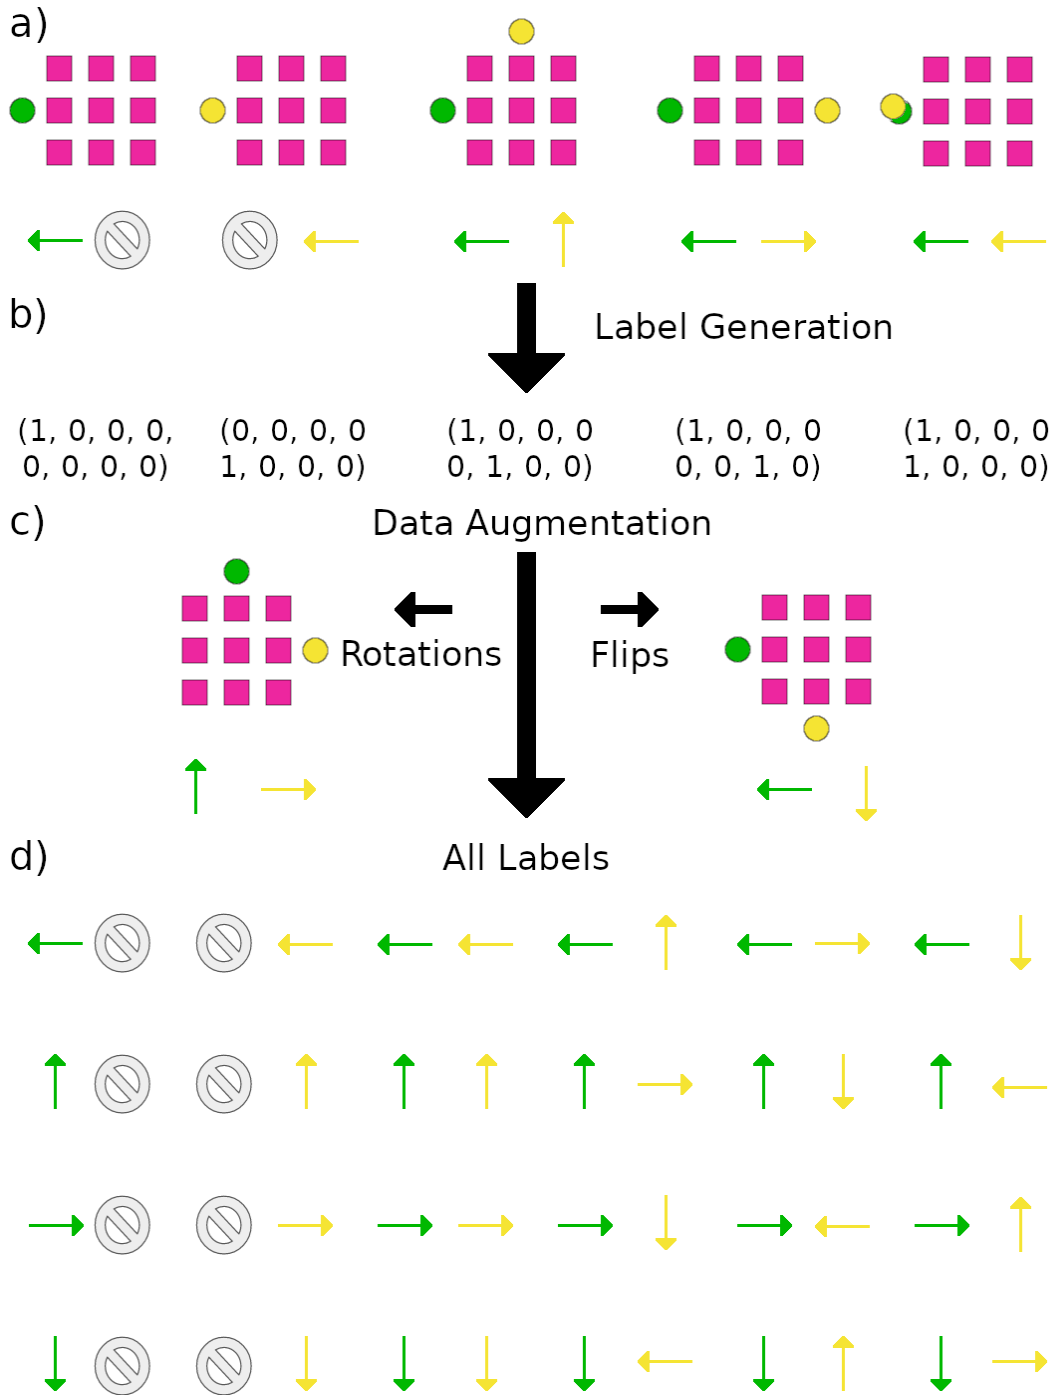 a)
b)
Label Generation
(1, 0, 0, 0, (0, 0, 0, 0 (1, 0, 0, 0 (1, 0, 0, 0 (1, 0, 0, 0
0, 0, 0, 0) 1, 0, 0, 0) 0, 1, 0, 0) 0, 0, 1, 0) 1, 0, 0, 0)
c)
Data Augmentation
Rotations Flips
d)
All Labels